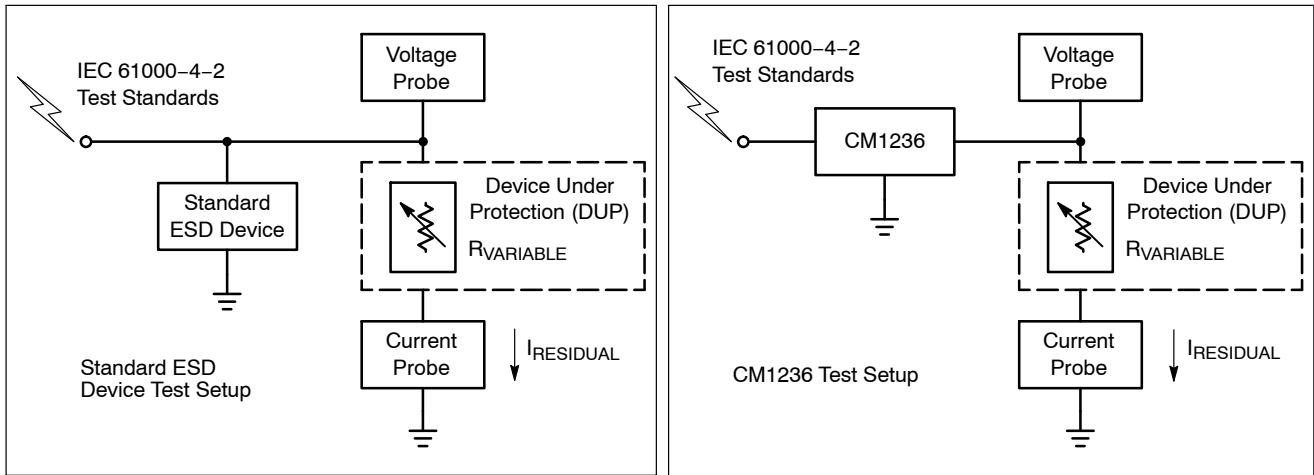 IEC 61000−4−2
Test Standards
Voltage
Probe
Standard
ESD Device
Device Under
Protection (DUP)
RVARIABLE
Current
Probe
IRESIDUAL
Standard ESD
Device Test Setup
IEC 61000−4−2
Test Standards
Voltage
Probe
CM1236
Device Under
Protection (DUP)
RVARIABLE
Current
Probe
IRESIDUAL
CM1236 Test Setup